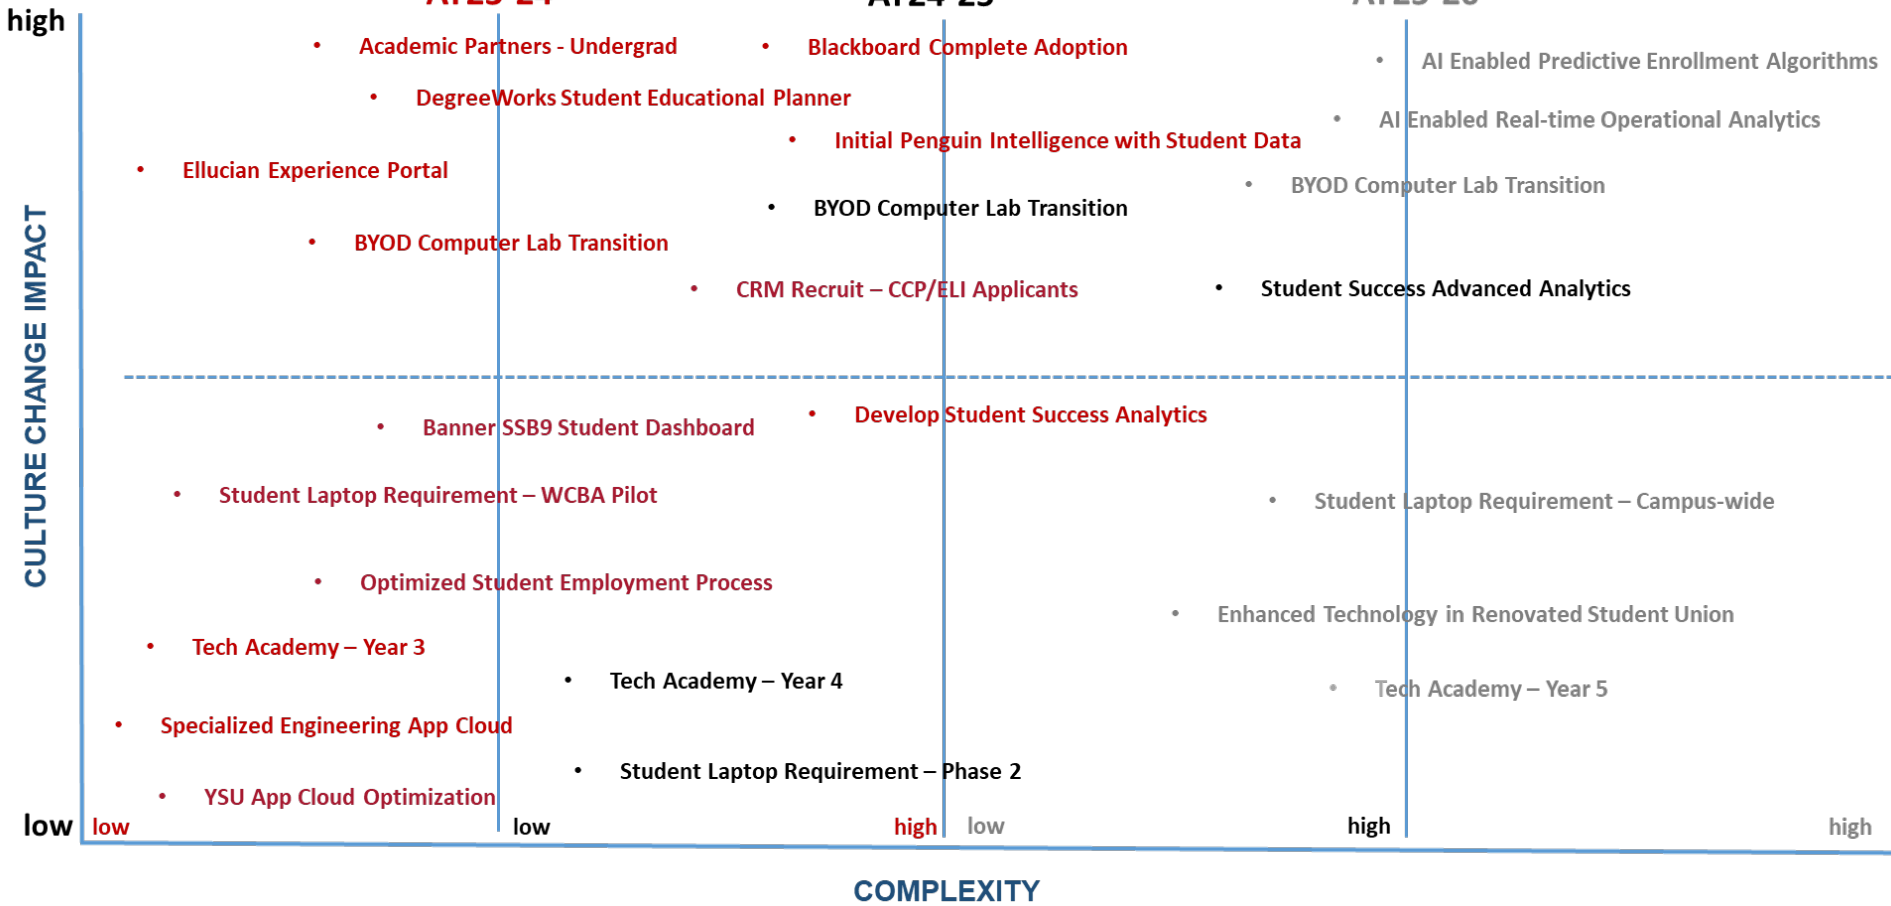 high
Academic Partners - Undergrad
Blackboard Complete Adoption
AI Enabled Predictive Enrollment Algorithms
DegreeWorks Student Educational Planner
AI Enabled Real-time Operational Analytics
Initial Penguin Intelligence with Student Data
Ellucian Experience Portal
BYOD Computer Lab Transition
BYOD Computer Lab Transition
BYOD Computer Lab Transition
CRM Recruit – CCP/ELI Applicants
Student Success Advanced Analytics
CULTURE CHANGE IMPACT
Develop Student Success Analytics
Banner SSB9 Student Dashboard
Student Laptop Requirement – WCBA Pilot
Student Laptop Requirement – Campus-wide
Optimized Student Employment Process
Enhanced Technology in Renovated Student Union
Tech Academy – Year 3
Tech Academy – Year 4
Tech Academy – Year 5
Specialized Engineering App Cloud
Student Laptop Requirement – Phase 2
YSU App Cloud Optimization
low low low high low high high
COMPLEXITY